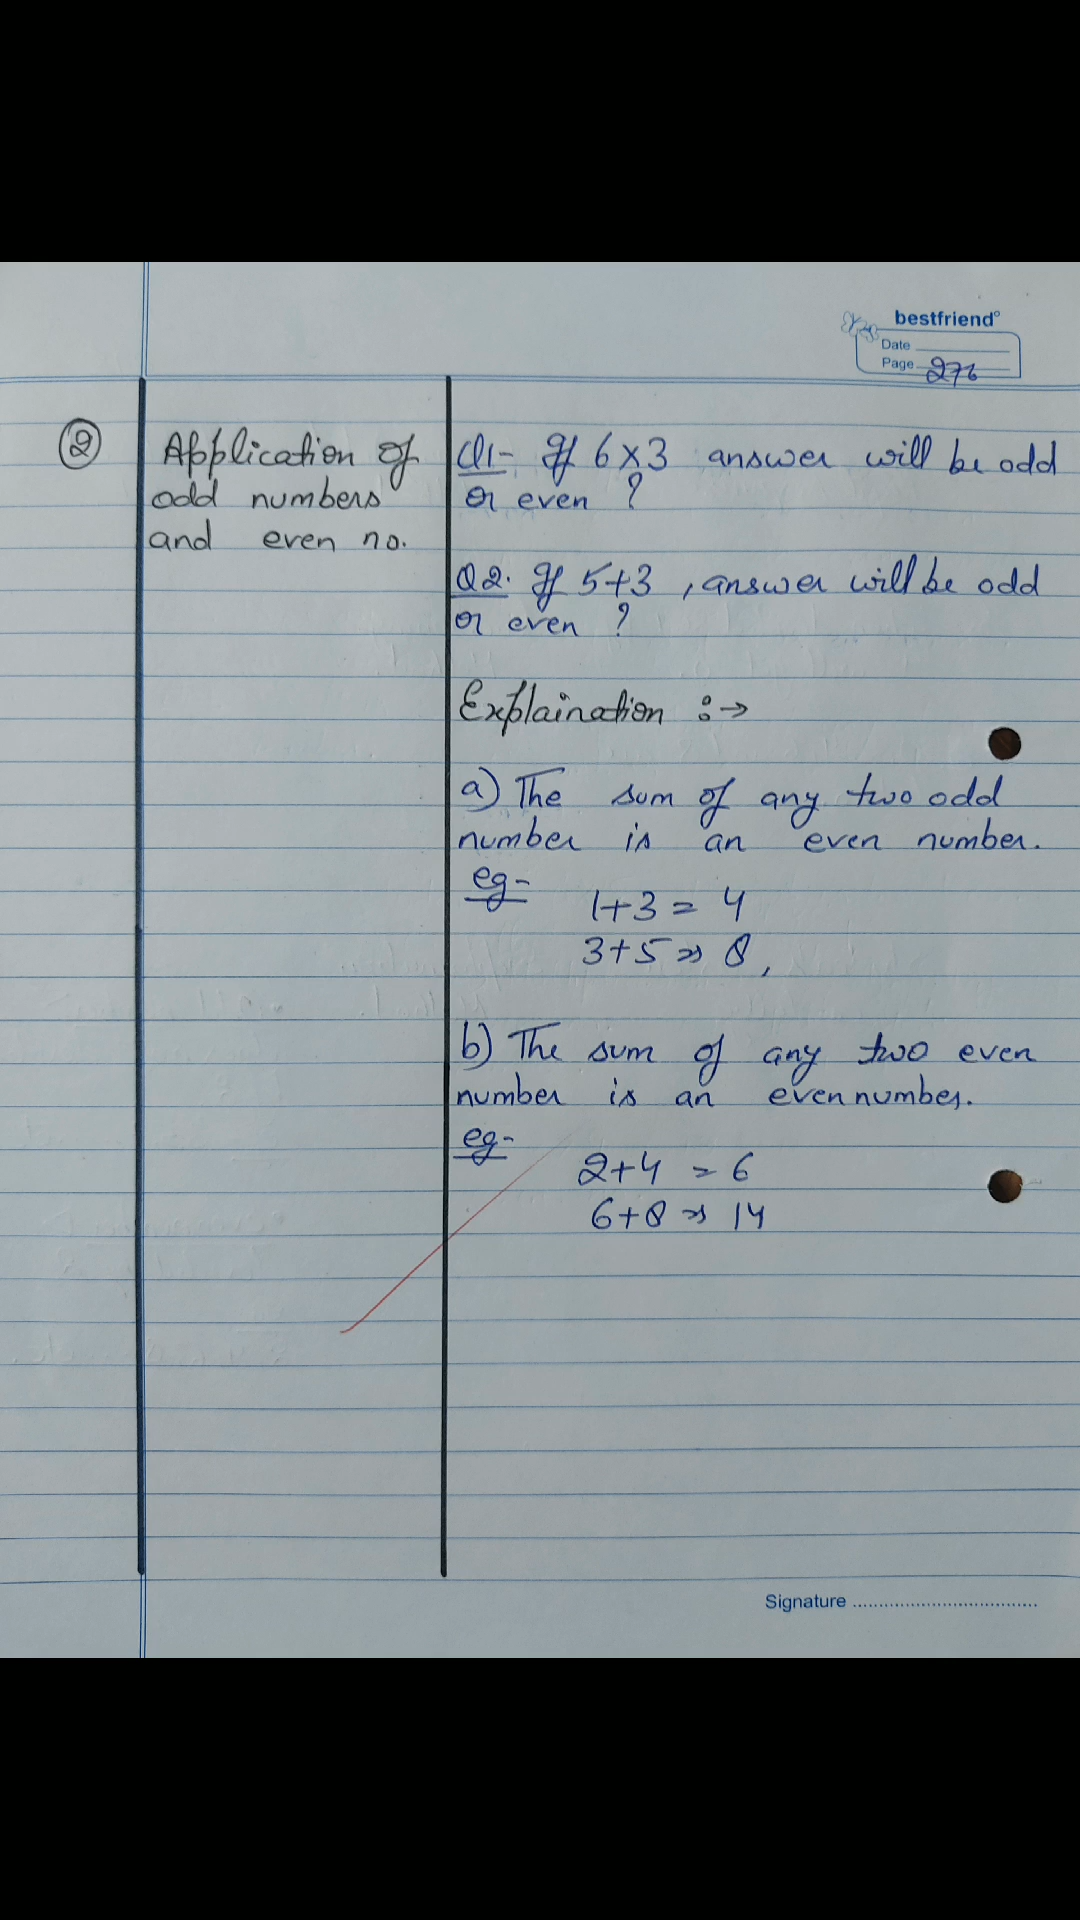 bestfriend
Date
Page 276
② Application of
odd numbers
and even no.
Q1- If 6×3 answer will be odd
or even ?
Q2. If 5+3 , answer will be odd
or even ?
Explaination :→
a) The sum of any two odd
number is an even number.
eg-
1+3 = 4
3+5 ⇒ 8,
b) The sum of any two even
number is an even number.
eg-
2+4 = 6
6+8 ⇒ 14
Signature